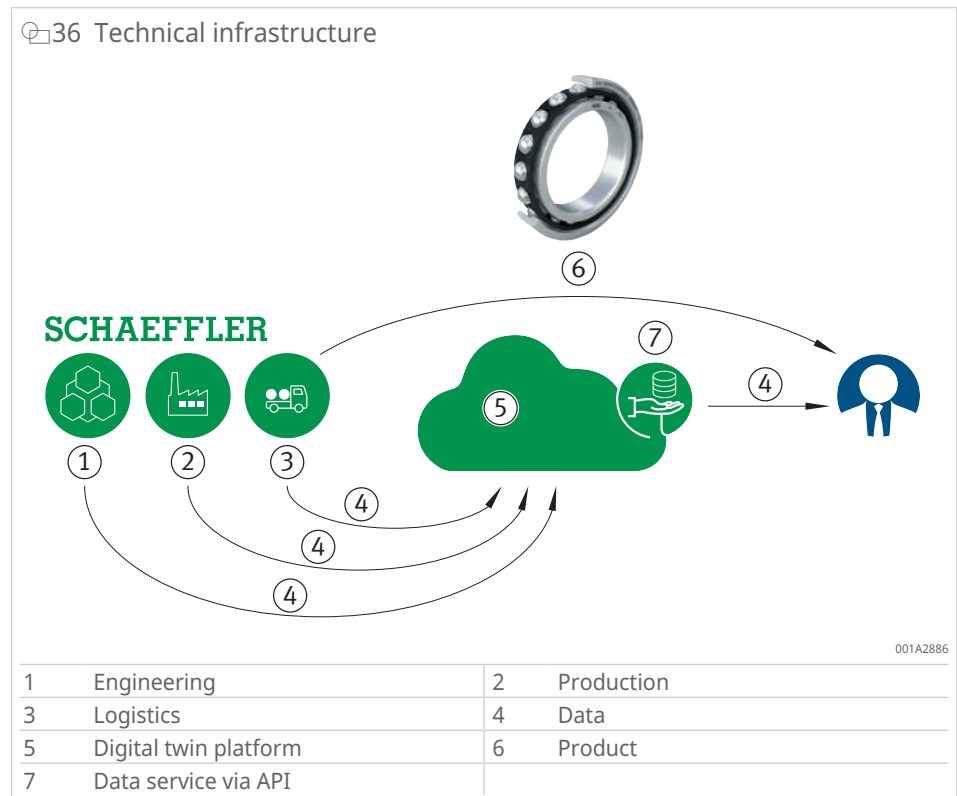 36 Technical infrastructure
6
SCHAEFFLER
7
4
5
1
2
3
4
4
4
001A2886
1 Engineering 2 Production
3 Logistics 4 Data
5 Digital twin platform 6 Product
7 Data service via API